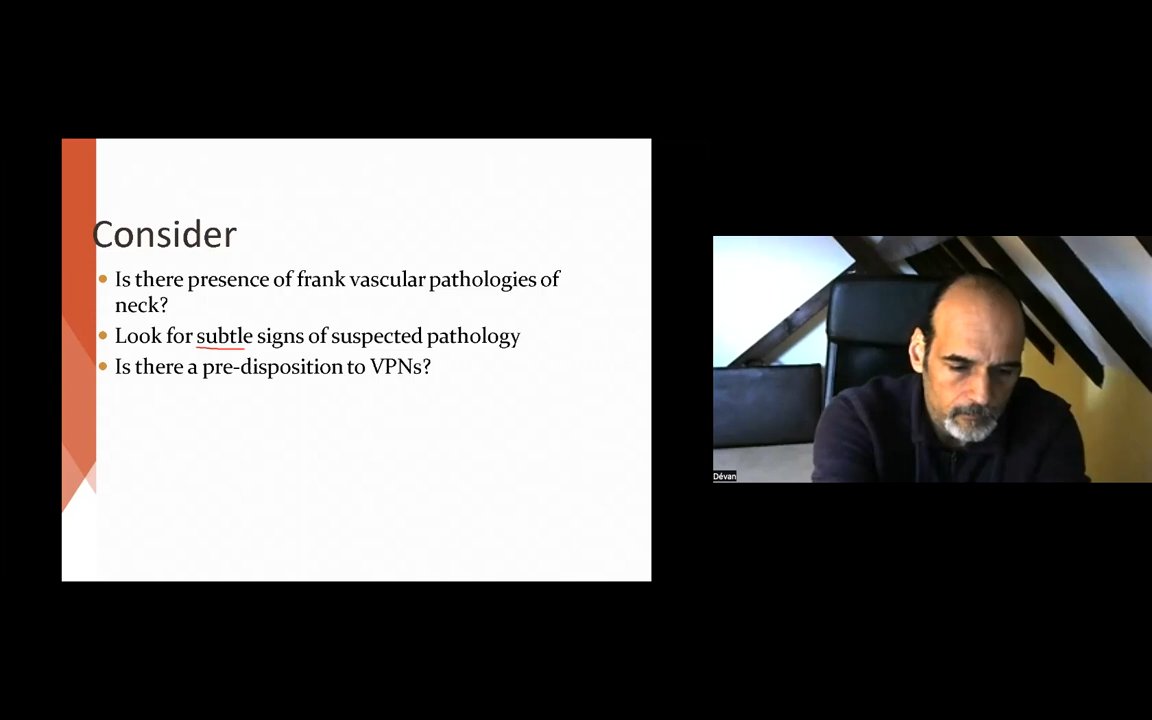 Consider
Is there presence of frank vascular pathologies of
neck?
Look for subtle signs of suspected pathology
Is there a pre-disposition to VPNs?
Dévan